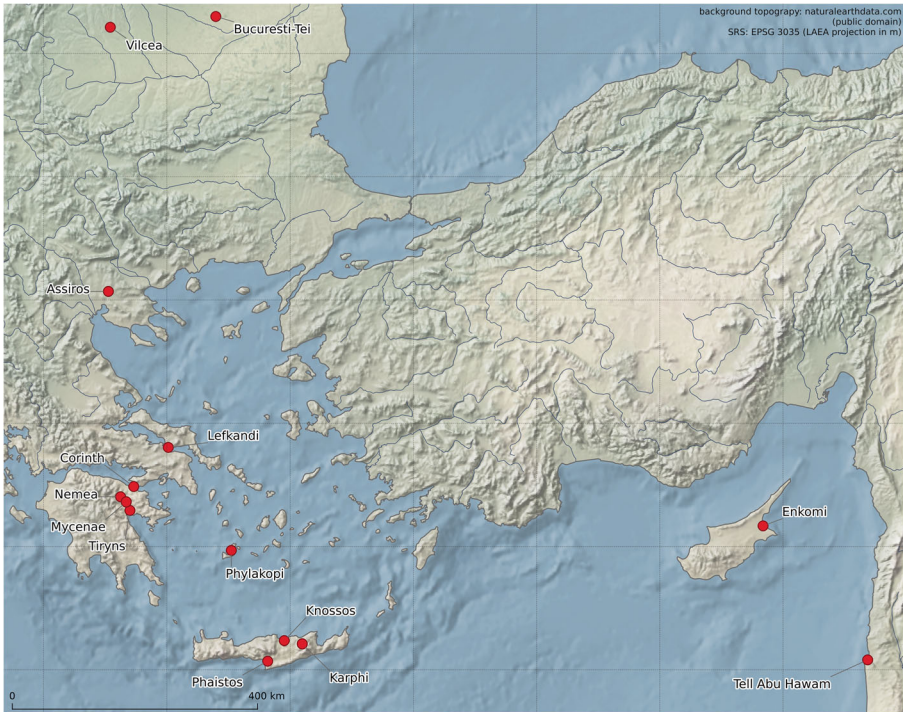 background topograpy: naturalearthdata.com
(public domain)
SRS: EPSG 3035 (LAEA projection in m)
Bucuresti-Tei
Vilcea
Assiros
Lefkandi
Corinth
Nemea
Mycenae
Tiryns
Enkomi
Phylakopi
Knossos
Karphi
Phaistos
Tell Abu Hawam
0
400 km